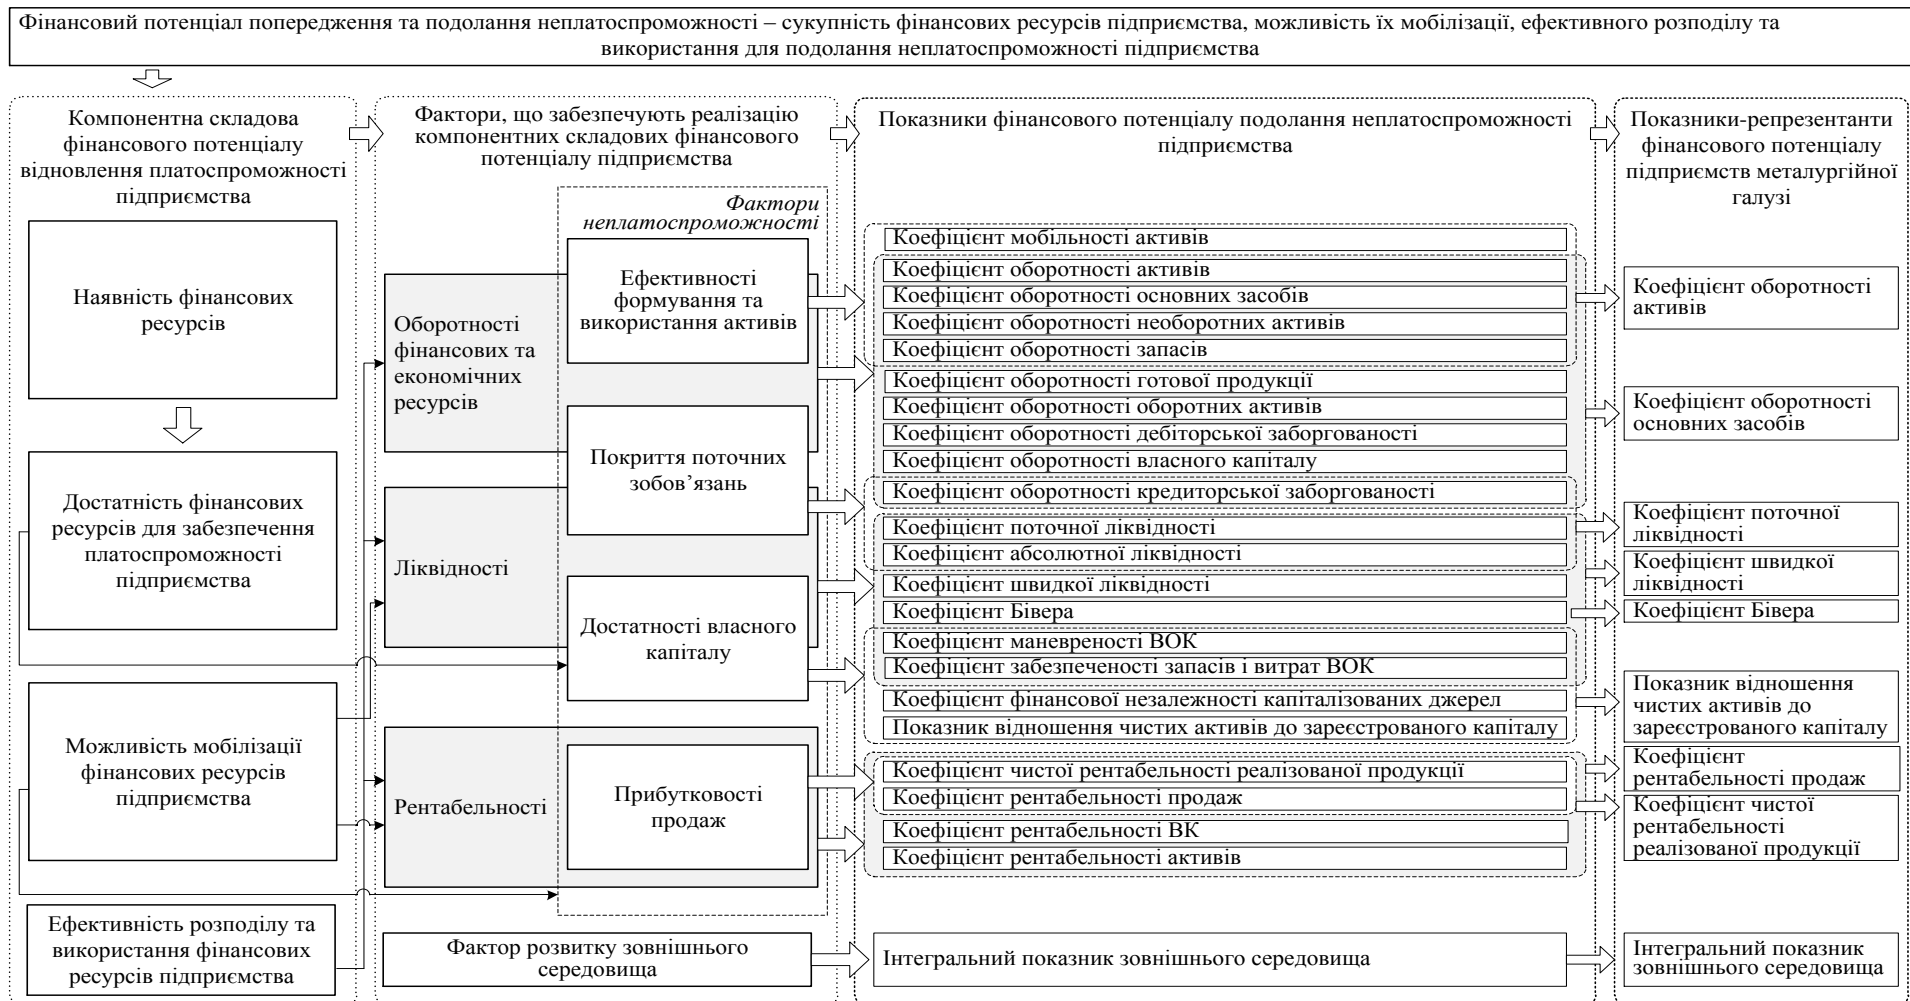 Фінансовий потенціал попередження та подолання неплатоспроможності – сукупність фінансових ресурсів підприємства, можливість їх мобілізації, ефективного розподілу та
використання для подолання неплатоспроможності підприємства
Компонентна складова
фінансового потенціалу
відновлення платоспроможності
підприємства
Наявність фінансових
ресурсів
Достатність фінансових
ресурсів для забезпечення
платоспроможності
підприємства
Можливість мобілізації
фінансових ресурсів
підприємства
Ефективність розподілу та
використання фінансових
ресурсів підприємства
Фактори, що забезпечують реалізацію
компонентних складових фінансового
потенціалу підприємства
Фактори
неплатоспроможності
Оборотності
фінансових та
економічних
ресурсів
Ефективності
формування та
використання активів
Покриття поточних
зобов’язань
Ліквідності
Достатності власного
капіталу
Рентабельності
Прибутковості
продаж
Фактор розвитку зовнішнього
середовища
Показники фінансового потенціалу подолання неплатоспроможності
підприємства
Коефіцієнт мобільності активів
Коефіцієнт оборотності активів
Коефіцієнт оборотності основних засобів
Коефіцієнт оборотності необоротних активів
Коефіцієнт оборотності запасів
Коефіцієнт оборотності готової продукції
Коефіцієнт оборотності оборотних активів
Коефіцієнт оборотності дебіторської заборгованості
Коефіцієнт оборотності власного капіталу
Коефіцієнт оборотності кредиторської заборгованості
Коефіцієнт поточної ліквідності
Коефіцієнт абсолютної ліквідності
Коефіцієнт швидкої ліквідності
Коефіцієнт Бівера
Коефіцієнт маневреності ВОК
Коефіцієнт забезпеченості запасів і витрат ВОК
Коефіцієнт фінансової незалежності капіталізованих джерел
Показник відношення чистих активів до зареєстрованого капіталу
Коефіцієнт чистої рентабельності реалізованої продукції
Коефіцієнт рентабельності продаж
Коефіцієнт рентабельності ВК
Коефіцієнт рентабельності активів
Інтегральний показник зовнішнього середовища
Показники-репрезентанти
фінансового потенціалу
підприємств металургійної
галузі
Коефіцієнт оборотності
активів
Коефіцієнт оборотності
основних засобів
Коефіцієнт поточної
ліквідності
Коефіцієнт швидкої
ліквідності
Коефіцієнт Бівера
Показник відношення
чистих активів до
зареєстрованого капіталу
Коефіцієнт
рентабельності продаж
Коефіцієнт чистої
рентабельності
реалізованої продукції
Інтегральний показник
зовнішнього середовища